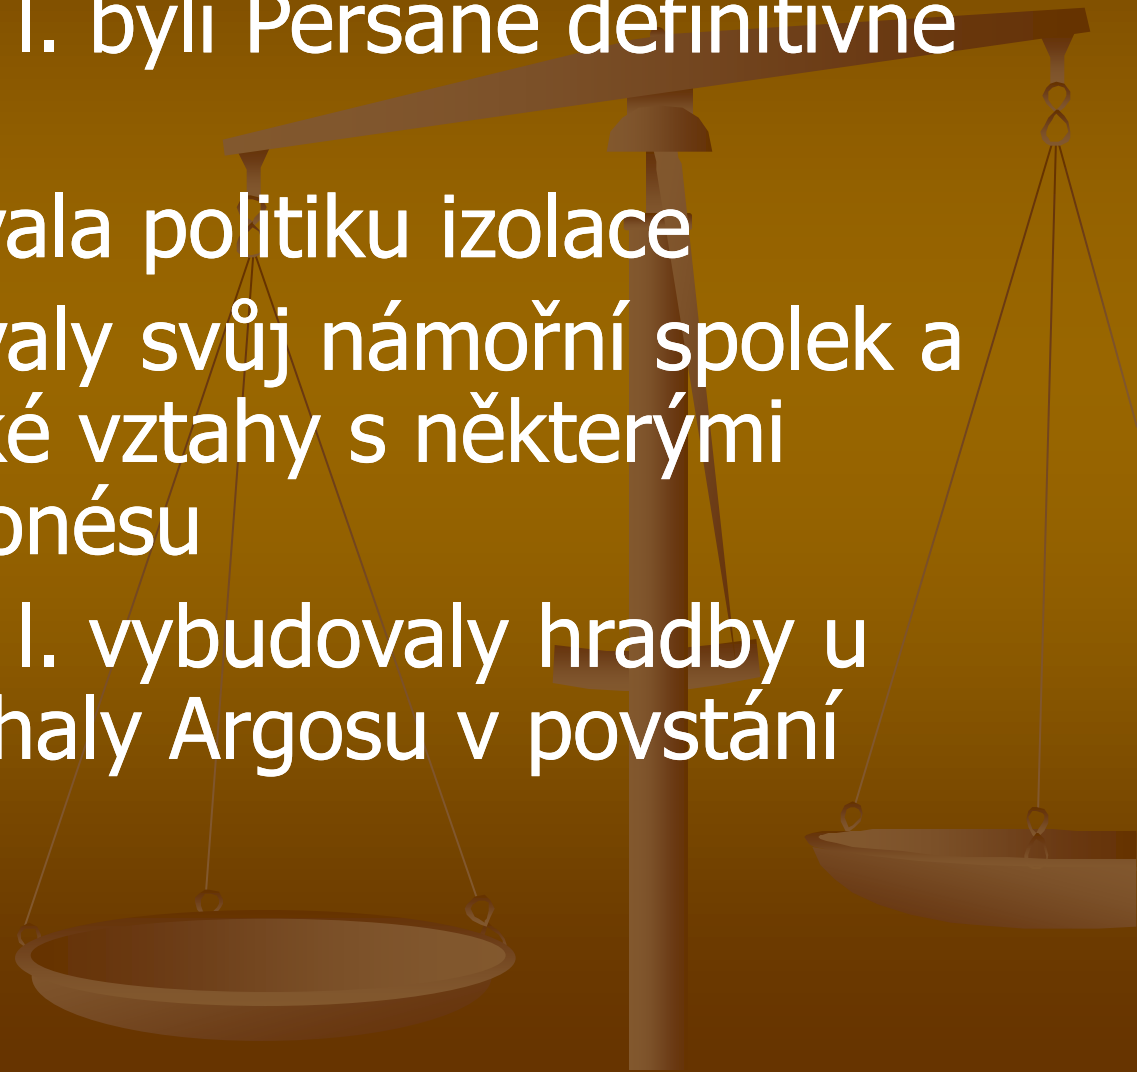 l. byli Peršané definitivně
vala politiku izolace
valy svůj námořní spolek a
ké vztahy s některými
onésu
l. vybudovaly hradby u
haly Argosu v povstání